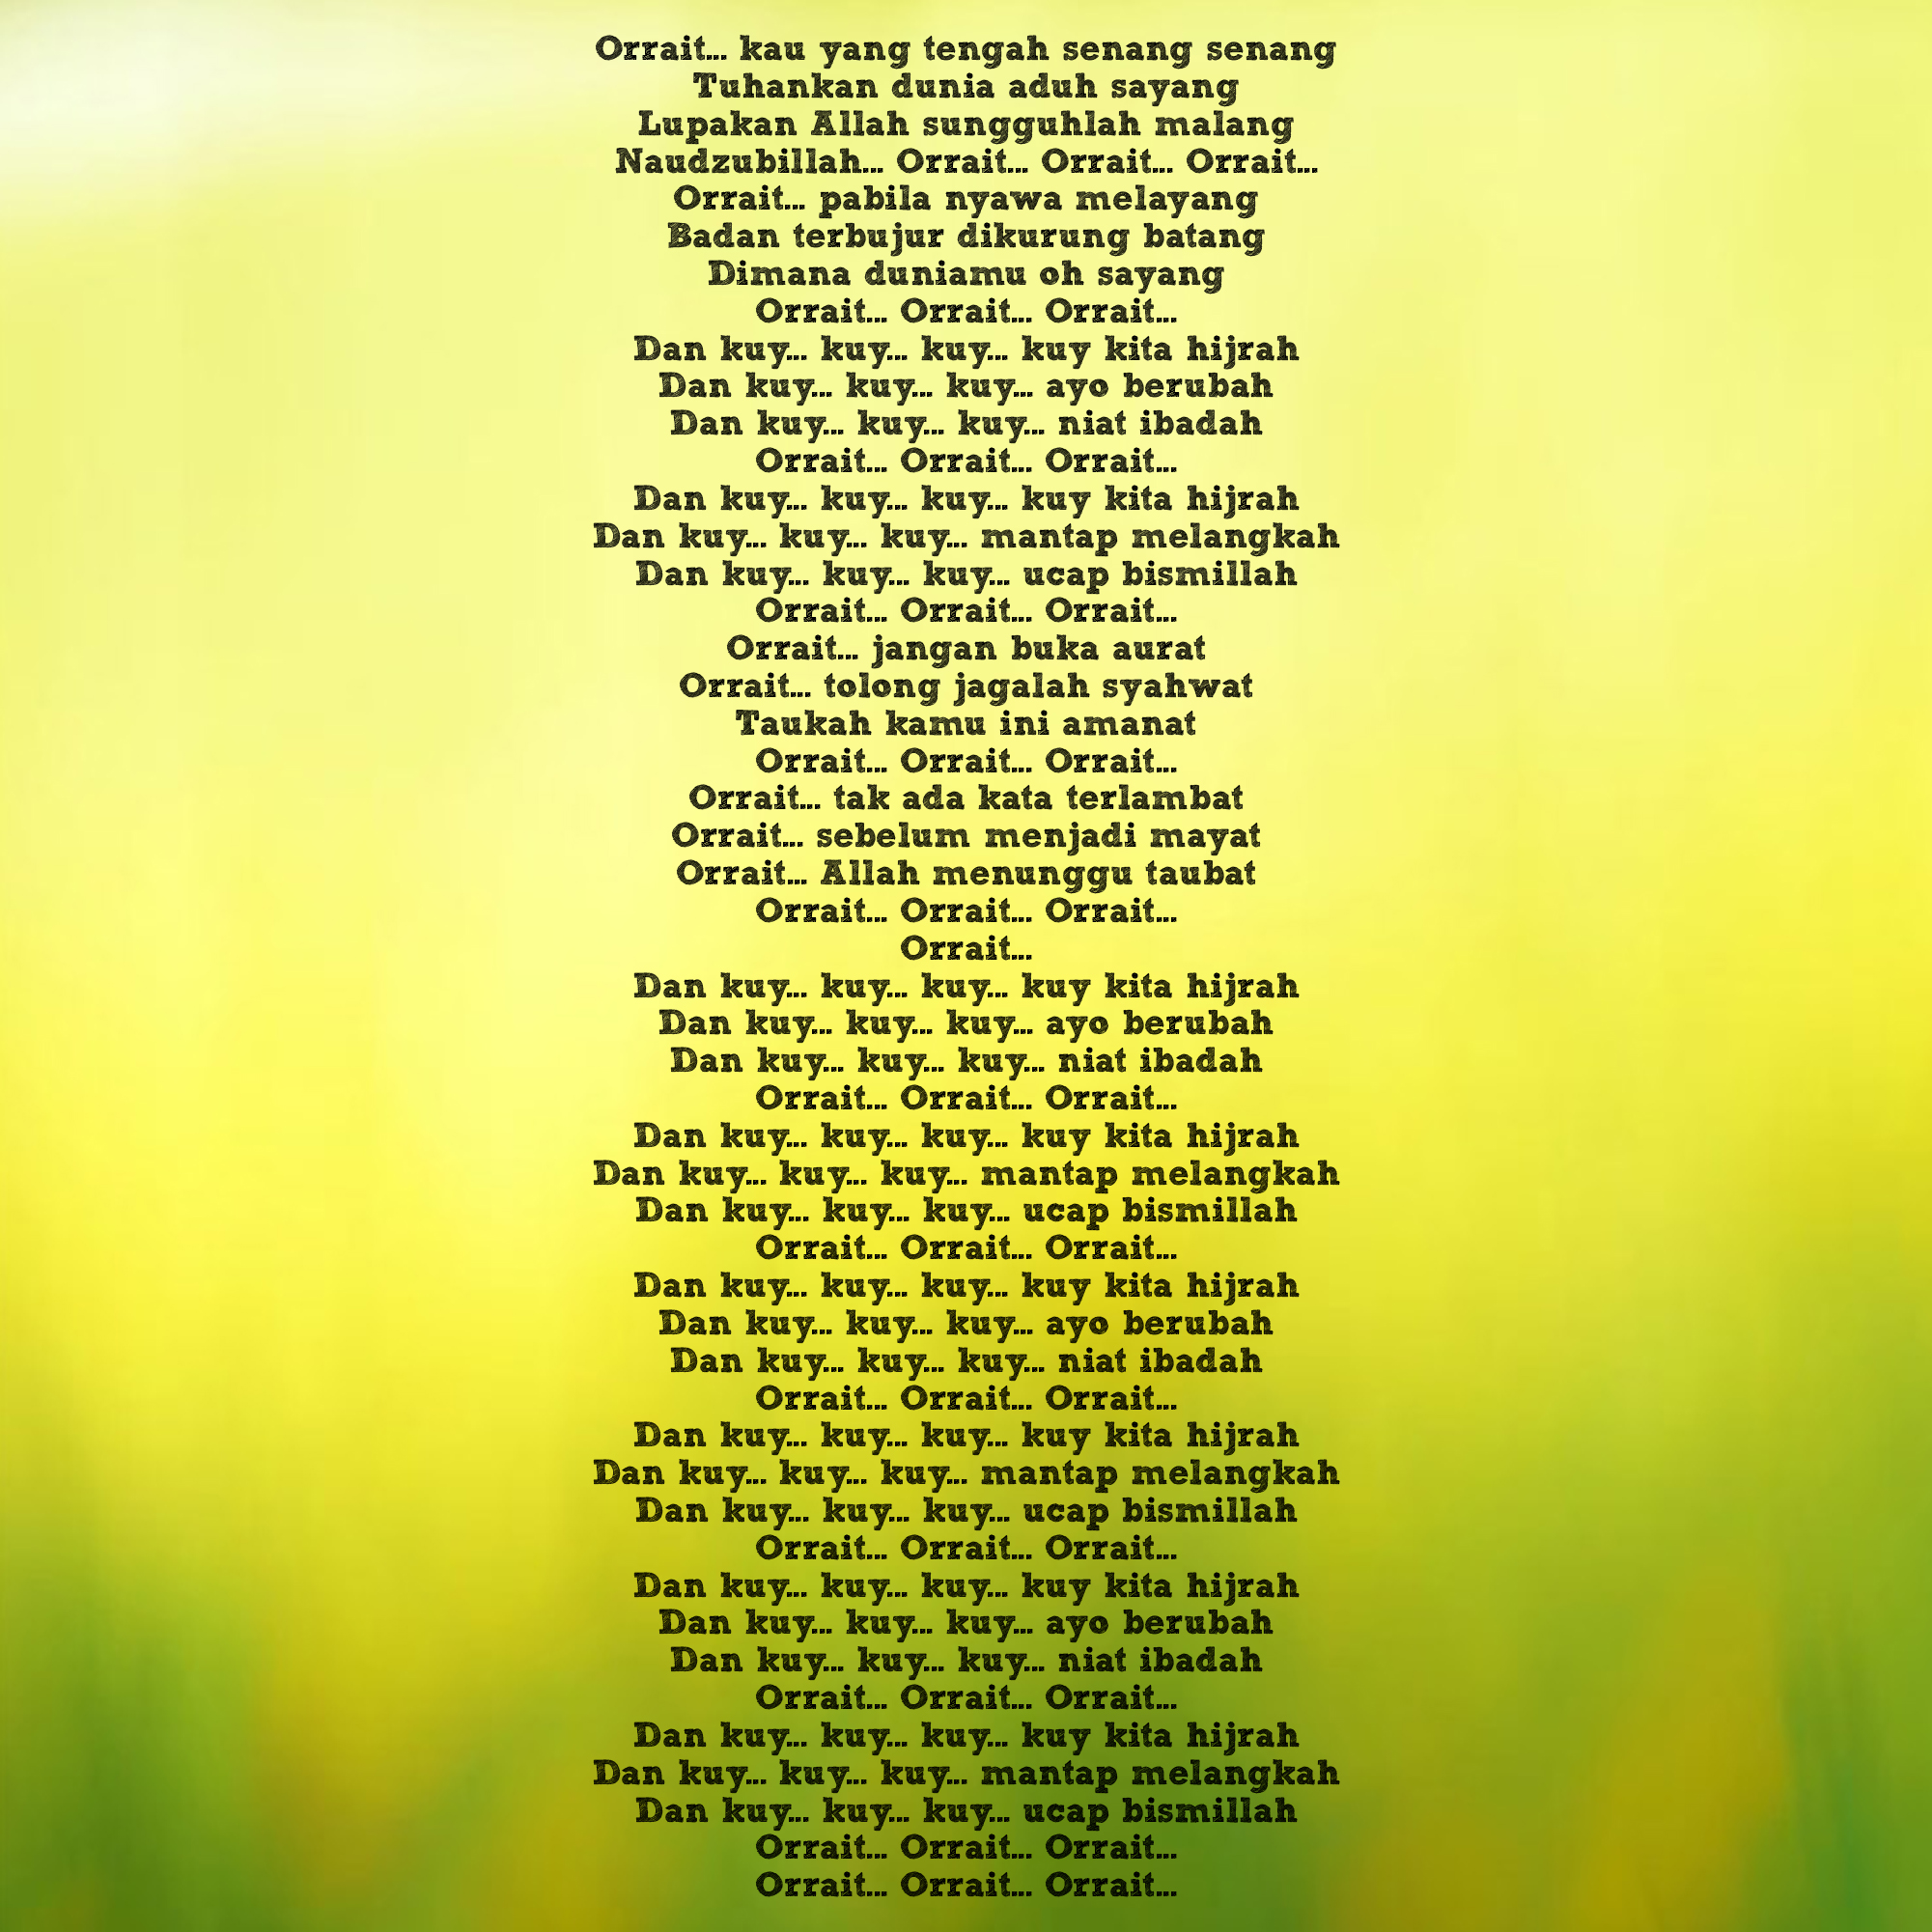 Orrait... kau yang tengah senang senang
Tuhankan dunia aduh sayang
Lupakan Allah sungguhlah malang
Naudzubillah... Orrait... Orrait... Orrait...
Orrait... pabila nyawa melayang
Badan terbujur dikurung batang
Dimana duniamu oh sayang
Orrait... Orrait... Orrait...
Dan kuy... kuy... kuy... kuy kita hijrah
Dan kuy... kuy... kuy... ayo berubah
Dan kuy... kuy... kuy... niat ibadah
Orrait... Orrait... Orrait...
Dan kuy... kuy... kuy... kuy kita hijrah
Dan kuy... kuy... kuy... mantap melangkah
Dan kuy... kuy... kuy... ucap bismillah
Orrait... Orrait... Orrait...
Orrait... jangan buka aurat
Orrait... tolong jagalah syahwat
Taukah kamu ini amanat
Orrait... Orrait... Orrait...
Orrait... tak ada kata terlambat
Orrait... sebelum menjadi mayat
Orrait... Allah menunggu taubat
Orrait... Orrait... Orrait...
Orrait...
Dan kuy... kuy... kuy... kuy kita hijrah
Dan kuy... kuy... kuy... ayo berubah
Dan kuy... kuy... kuy... niat ibadah
Orrait... Orrait... Orrait...
Dan kuy... kuy... kuy... kuy kita hijrah
Dan kuy... kuy... kuy... mantap melangkah
Dan kuy... kuy... kuy... ucap bismillah
Orrait... Orrait... Orrait...
Dan kuy... kuy... kuy... kuy kita hijrah
Dan kuy... kuy... kuy... ayo berubah
Dan kuy... kuy... kuy... niat ibadah
Orrait... Orrait... Orrait...
Dan kuy... kuy... kuy... kuy kita hijrah
Dan kuy... kuy... kuy... mantap melangkah
Dan kuy... kuy... kuy... ucap bismillah
Orrait... Orrait... Orrait...
Dan kuy... kuy... kuy... kuy kita hijrah
Dan kuy... kuy... kuy... ayo berubah
Dan kuy... kuy... kuy... niat ibadah
Orrait... Orrait... Orrait...
Dan kuy... kuy... kuy... kuy kita hijrah
Dan kuy... kuy... kuy... mantap melangkah
Dan kuy... kuy... kuy... ucap bismillah
Orrait... Orrait... Orrait...
Orrait... Orrait... Orrait...